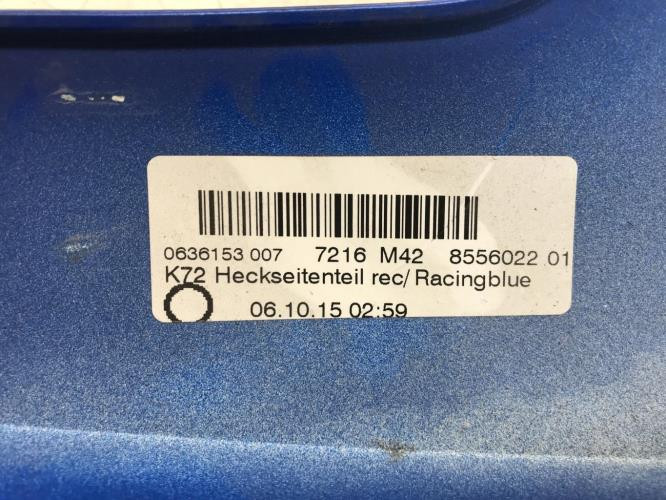 0636153 007 7216 M42 8556022 01
K72 Heckseitenteil rec/ Racingblue
06.10.15 02:59